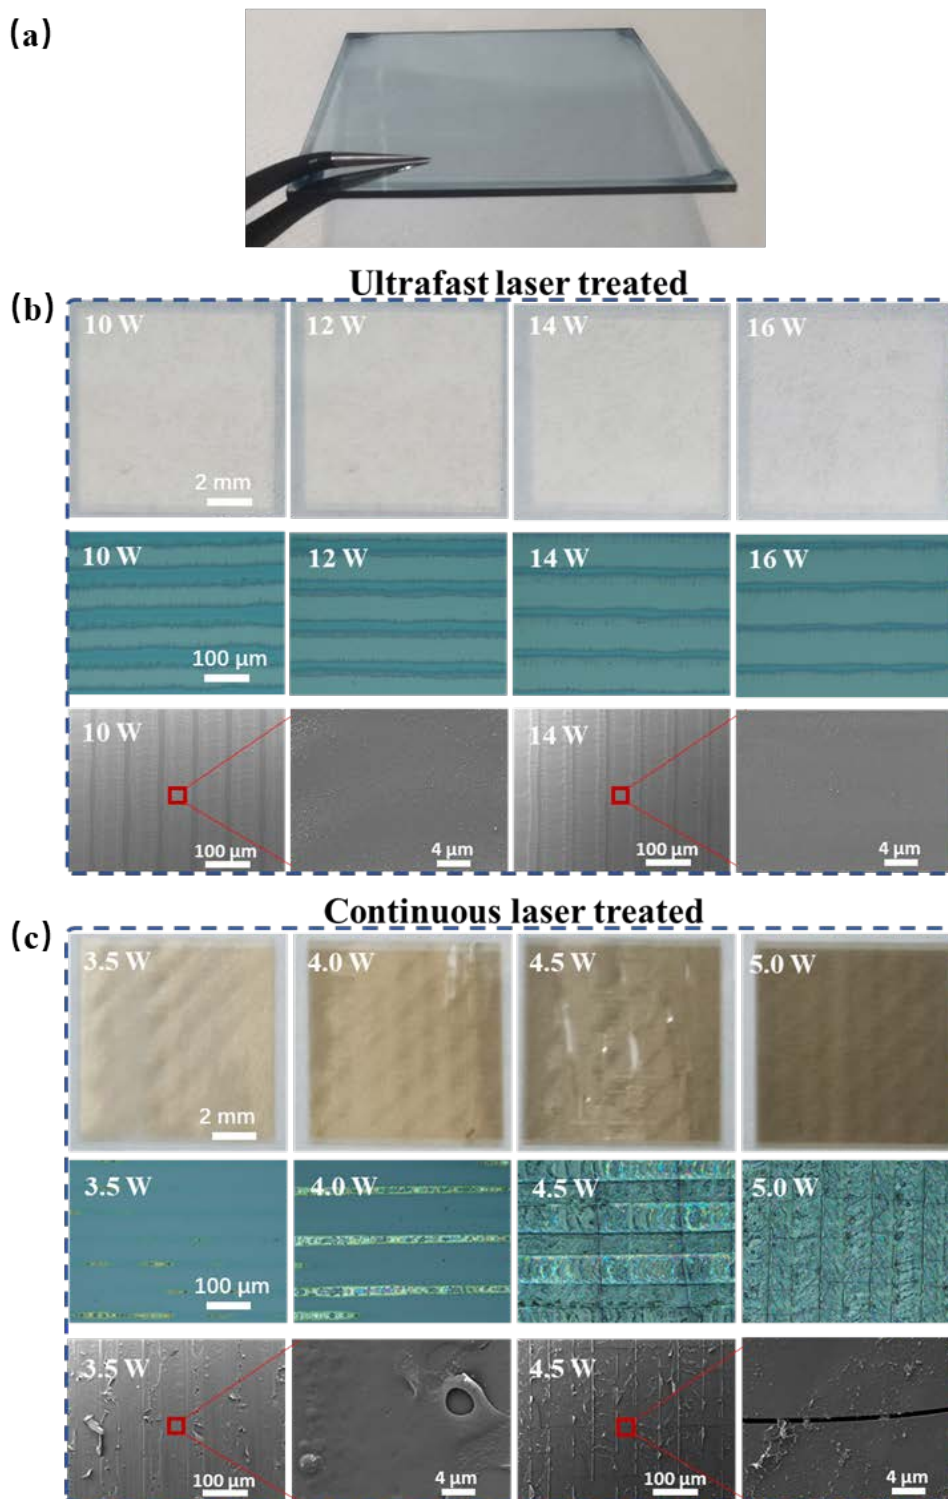 (a)
Ultrafast laser treated
(b)
10 W 12 W 14 W 16 W
2 mm
10 W 12 W 14 W 16 W
100 μm
10 W 14 W
100 μm 4 μm 100 μm 4 μm
Continuous laser treated
(c)
3.5 W 4.0 W 4.5 W 5.0 W
2 mm
3.5 W 4.0 W 4.5 W 5.0 W
100 μm
3.5 W 4.5 W
100 μm 4 μm 100 μm 4 μm